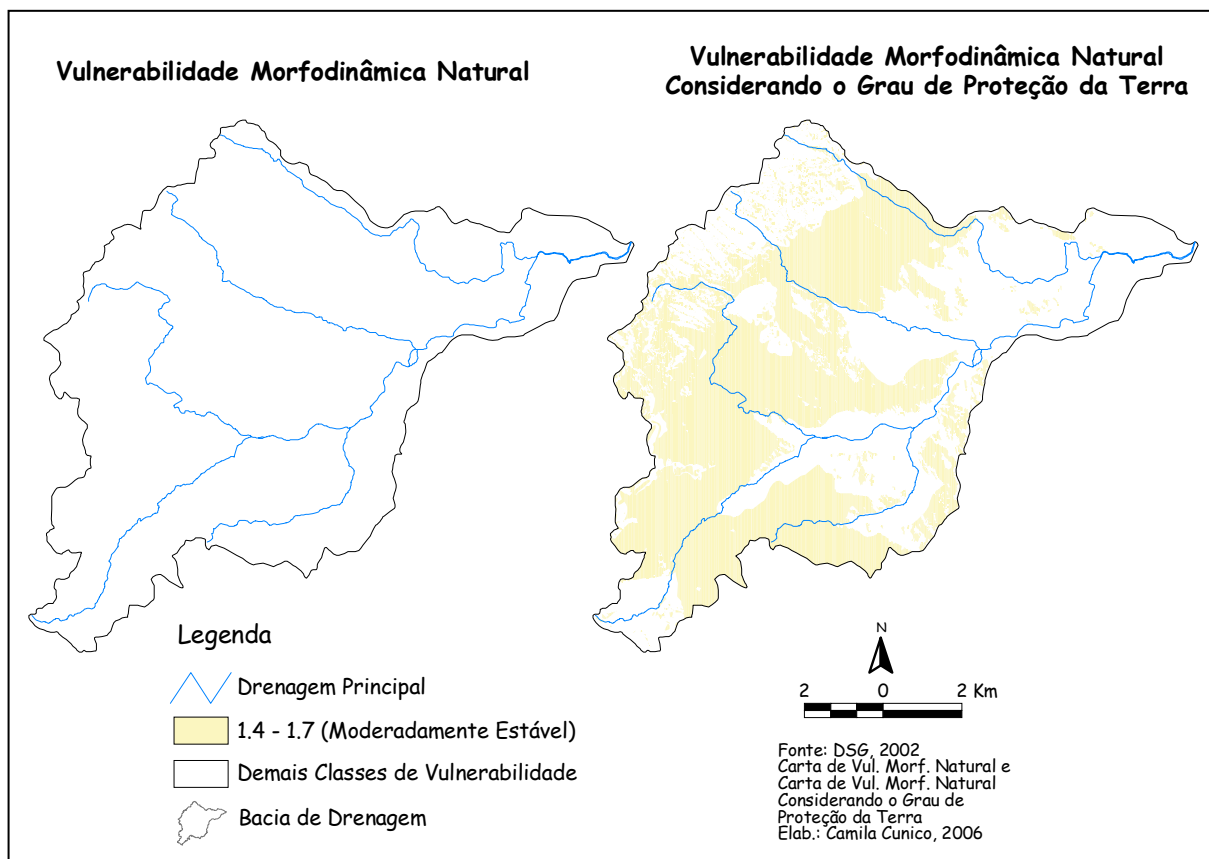 Vulnerabilidade Morfodinâmica Natural
Vulnerabilidade Morfodinâmica Natural
Considerando o Grau de Proteção da Terra
Legenda
Drenagem Principal
1.4 - 1.7 (Moderadamente Estável)
Demais Classes de Vulnerabilidade
Bacia de Drenagem
N
2 0 2 Km
Fonte: DSG, 2002
Carta de Vul. Morf. Natural e
Carta de Vul. Morf. Natural
Considerando o Grau de
Proteção da Terra
Elab.: Camila Cunico, 2006